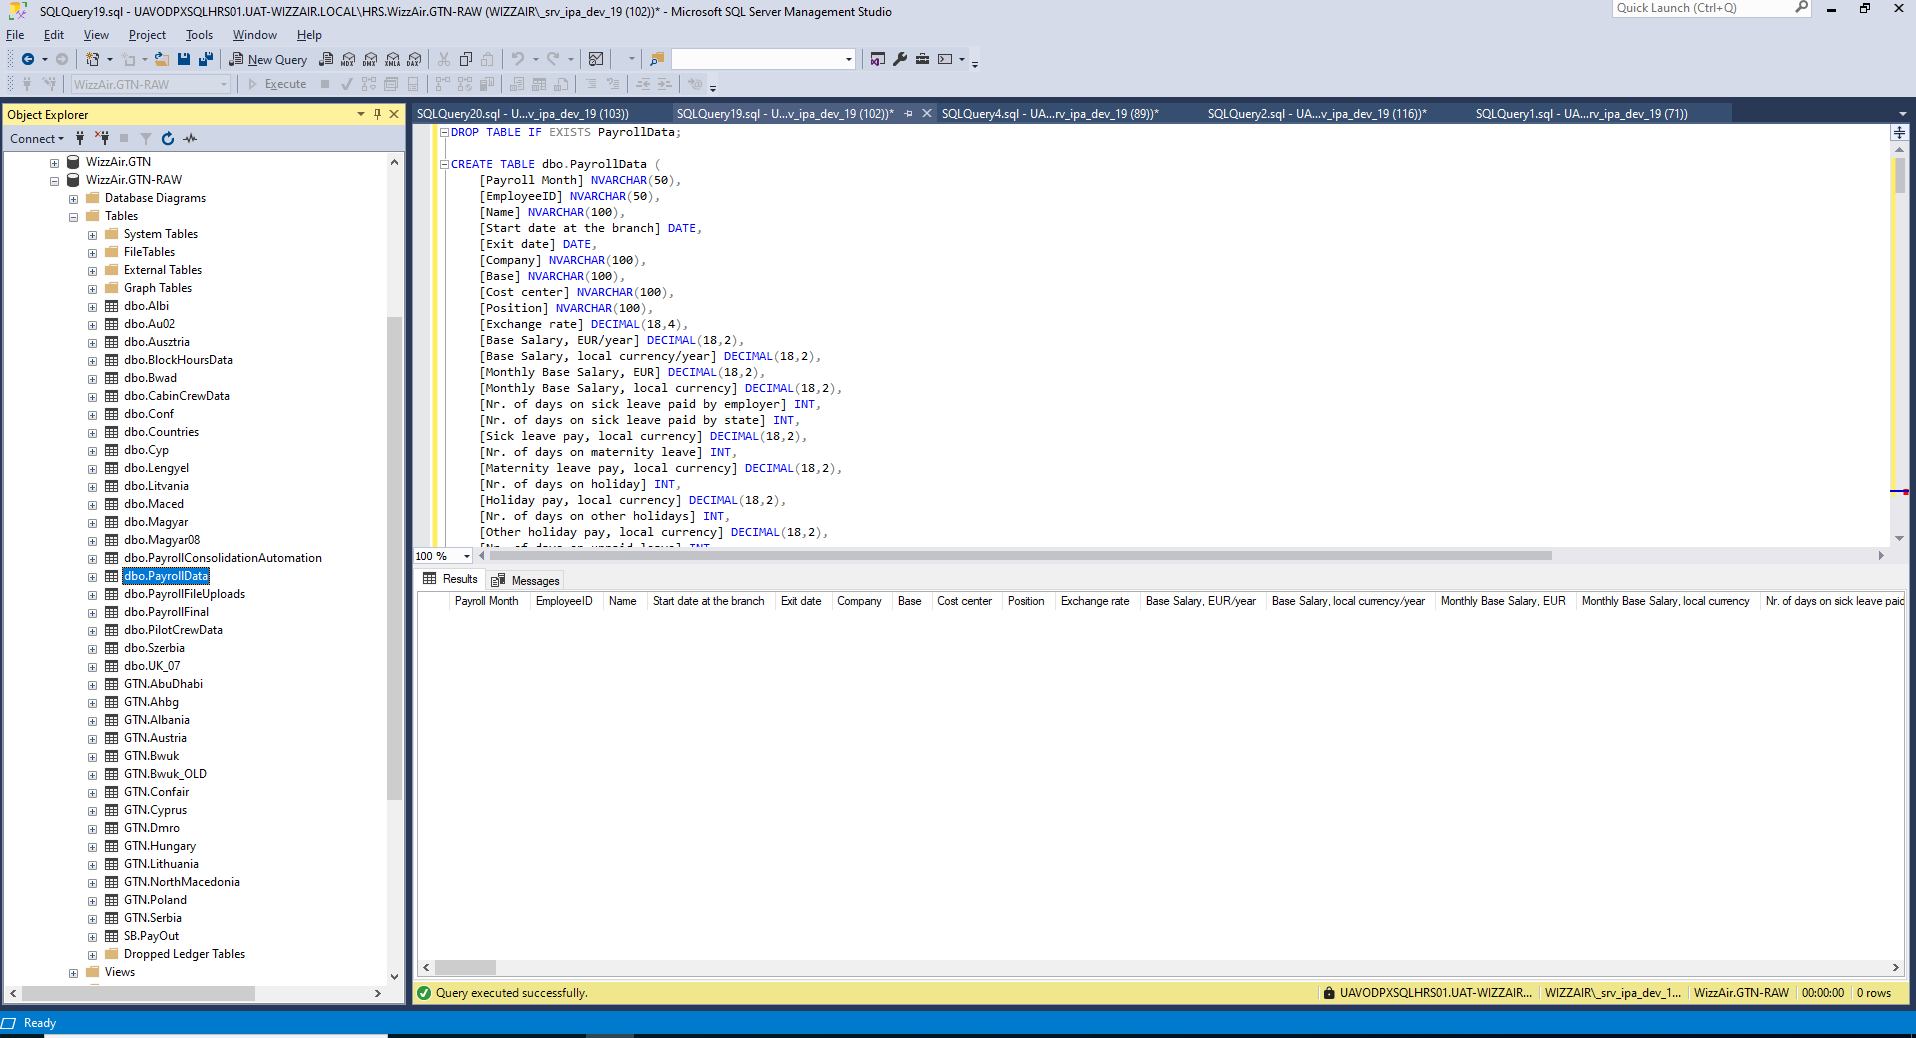 SQLQuery19.sql - UAVODPXSQLHRS01.UAT-WIZZAIR.LOCAL\HRS.WizzAir.GTN-RAW (WIZZAIR\_srv_ipa_dev_19 (102))* - Microsoft SQL Server Management Studio
Quick Launch (Ctrl+Q)
File Edit View Project Tools Window Help
New Query
MDX DMX XMLA DAX
WizzAir.GTN-RAW
Execute
Object Explorer
Connect
WizzAir.GTN
WizzAir.GTN-RAW
Database Diagrams
Tables
System Tables
FileTables
External Tables
Graph Tables
dbo.Albi
dbo.Au02
dbo.Ausztria
dbo.BlockHoursData
dbo.Bwad
dbo.CabinCrewData
dbo.Conf
dbo.Countries
dbo.Cyp
dbo.Lengyel
dbo.Litvania
dbo.Maced
dbo.Magyar
dbo.Magyar08
dbo.PayrollConsolidationAutomation
dbo.PayrollData
dbo.PayrollFileUploads
dbo.PayrollFinal
dbo.PilotCrewData
dbo.Szerbia
dbo.UK_07
GTN.AbuDhabi
GTN.Ahbg
GTN.Albania
GTN.Austria
GTN.Bwuk
GTN.Bwuk_OLD
GTN.Confair
GTN.Cyprus
GTN.Dmro
GTN.Hungary
GTN.Lithuania
GTN.NorthMacedonia
GTN.Poland
GTN.Serbia
SB.PayOut
Dropped Ledger Tables
Views
SQLQuery20.sql - U...v_ipa_dev_19 (103))
SQLQuery19.sql - U...v_ipa_dev_19 (102))*
SQLQuery4.sql - UA...rv_ipa_dev_19 (89))*
SQLQuery2.sql - UA...v_ipa_dev_19 (116))*
SQLQuery1.sql - UA...rv_ipa_dev_19 (71))
DROP TABLE IF EXISTS PayrollData;
CREATE TABLE dbo.PayrollData (
[Payroll Month] NVARCHAR(50),
[EmployeeID] NVARCHAR(50),
[Name] NVARCHAR(100),
[Start date at the branch] DATE,
[Exit date] DATE,
[Company] NVARCHAR(100),
[Base] NVARCHAR(100),
[Cost center] NVARCHAR(100),
[Position] NVARCHAR(100),
[Exchange rate] DECIMAL(18,4),
[Base Salary, EUR/year] DECIMAL(18,2),
[Base Salary, local currency/year] DECIMAL(18,2),
[Monthly Base Salary, EUR] DECIMAL(18,2),
[Monthly Base Salary, local currency] DECIMAL(18,2),
[Nr. of days on sick leave paid by employer] INT,
[Nr. of days on sick leave paid by state] INT,
[Sick leave pay, local currency] DECIMAL(18,2),
[Nr. of days on maternity leave] INT,
[Maternity leave pay, local currency] DECIMAL(18,2),
[Nr. of days on holiday] INT,
[Holiday pay, local currency] DECIMAL(18,2),
[Nr. of days on other holidays] INT,
[Other holiday pay, local currency] DECIMAL(18,2),
[Nr. of days on unpaid leave] INT,
100 %
Results Messages
Payroll Month EmployeeID Name Start date at the branch Exit date Company Base Cost center Position Exchange rate Base Salary, EUR/year Base Salary, local currency/year Monthly Base Salary, EUR Monthly Base Salary, local currency Nr. of days on sick leave paid
Query executed successfully.
UAVODPXSQLHRS01.UAT-WIZZAIR... WIZZAIR\_srv_ipa_dev_1... WizzAir.GTN-RAW 00:00:00 0 rows
Ready